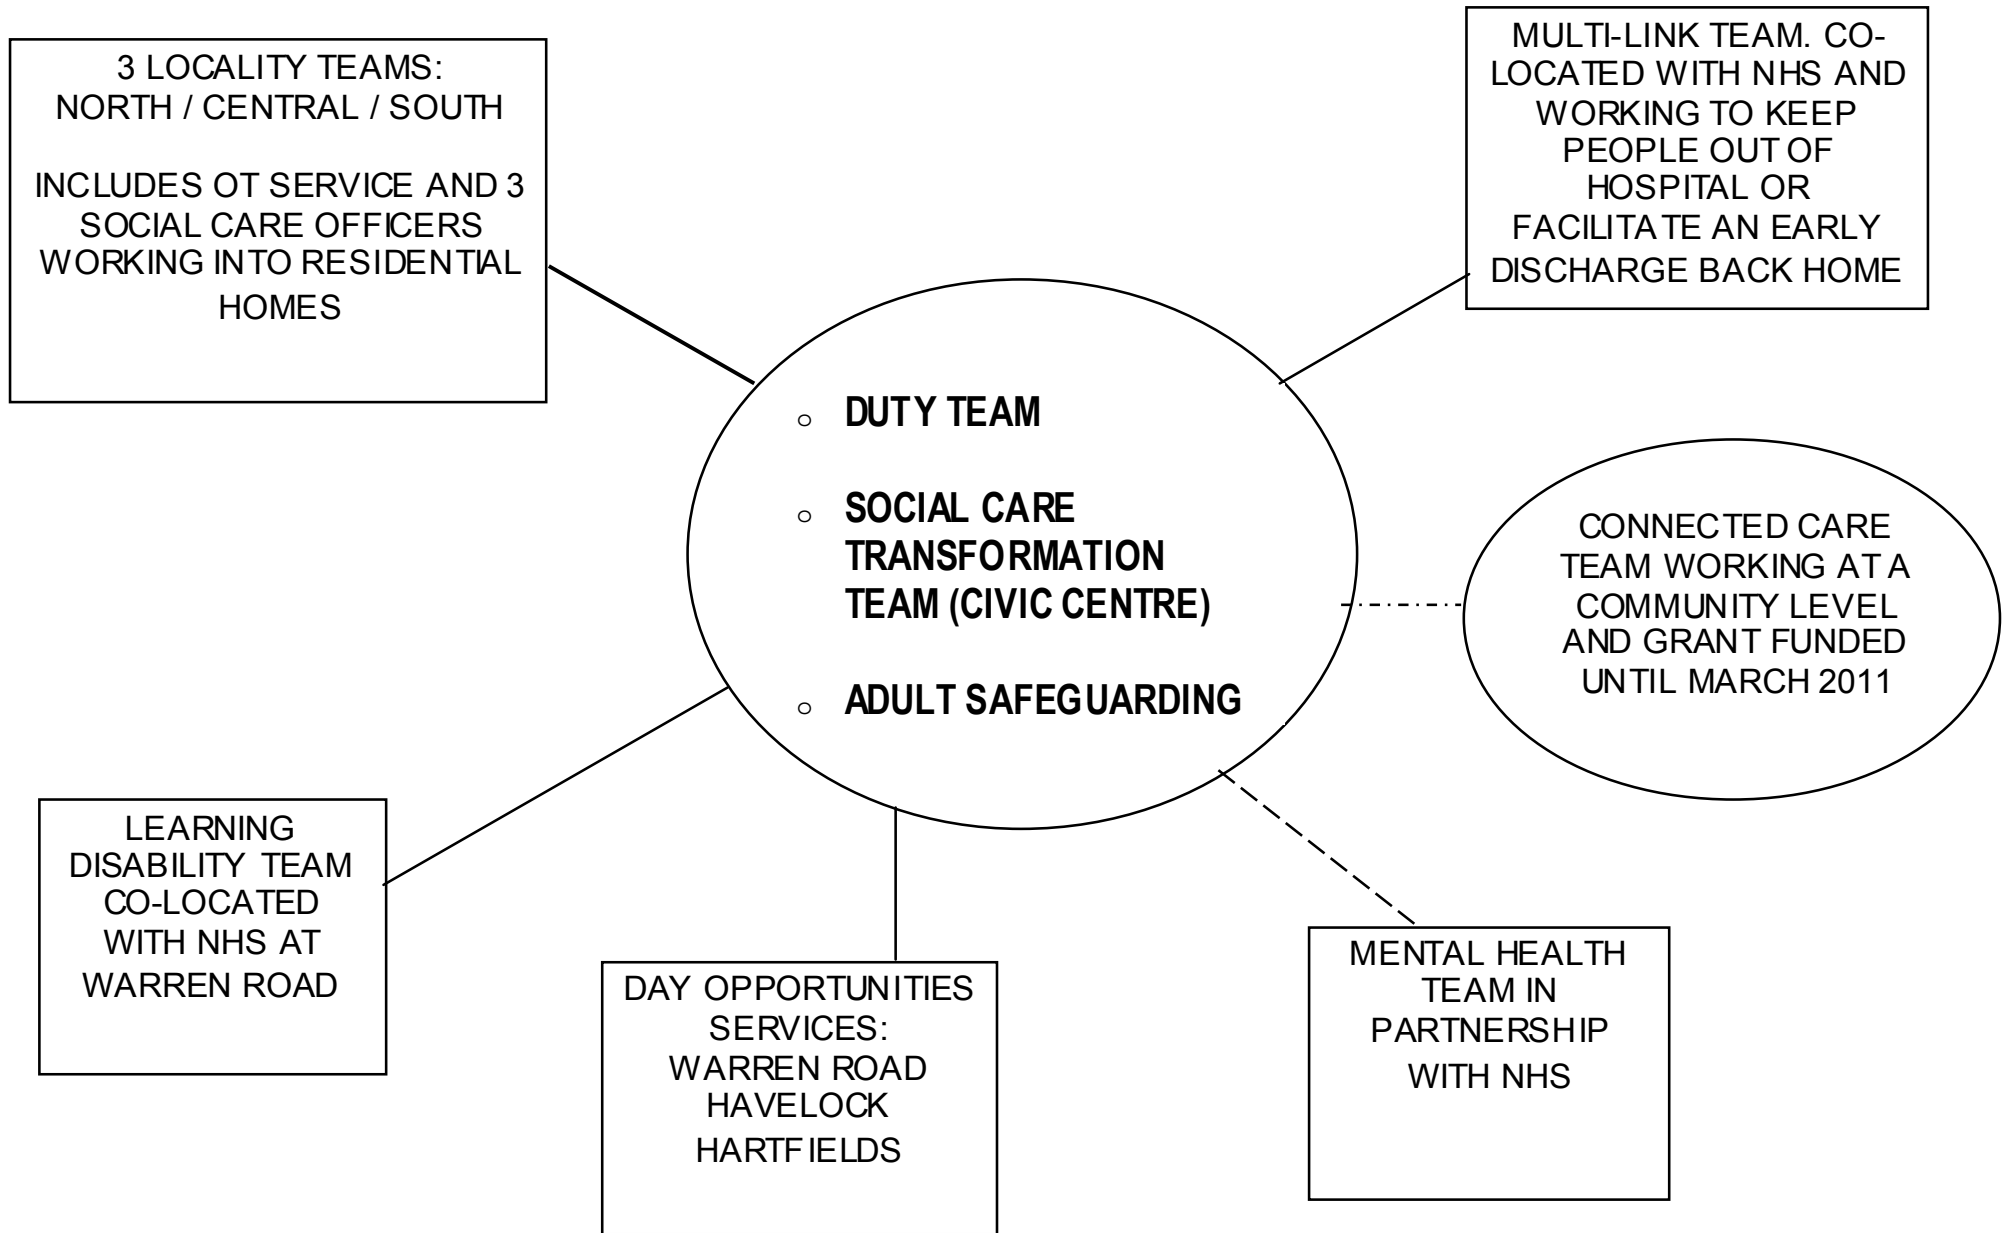 3 LOCALITY TEAMS:
NORTH / CENTRAL / SOUTH
INCLUDES OT SERVICE AND 3
SOCIAL CARE OFFICERS
WORKING INTO RESIDENTIAL
HOMES
MULTI-LINK TEAM. CO-
LOCATED WITH NHS AND
WORKING TO KEEP
PEOPLE OUT OF
HOSPITAL OR
FACILITATE AN EARLY
DISCHARGE BACK HOME
DUTY TEAM
SOCIAL CARE
TRANSFORMATION
TEAM (CIVIC CENTRE)
ADULT SAFEGUARDING
CONNECTED CARE
TEAM WORKING AT A
COMMUNITY LEVEL
AND GRANT FUNDED
UNTIL MARCH 2011
LEARNING
DISABILITY TEAM
CO-LOCATED
WITH NHS AT
WARREN ROAD
DAY OPPORTUNITIES
SERVICES:
WARREN ROAD
HAVELOCK
HARTFIELDS
MENTAL HEALTH
TEAM IN
PARTNERSHIP
WITH NHS